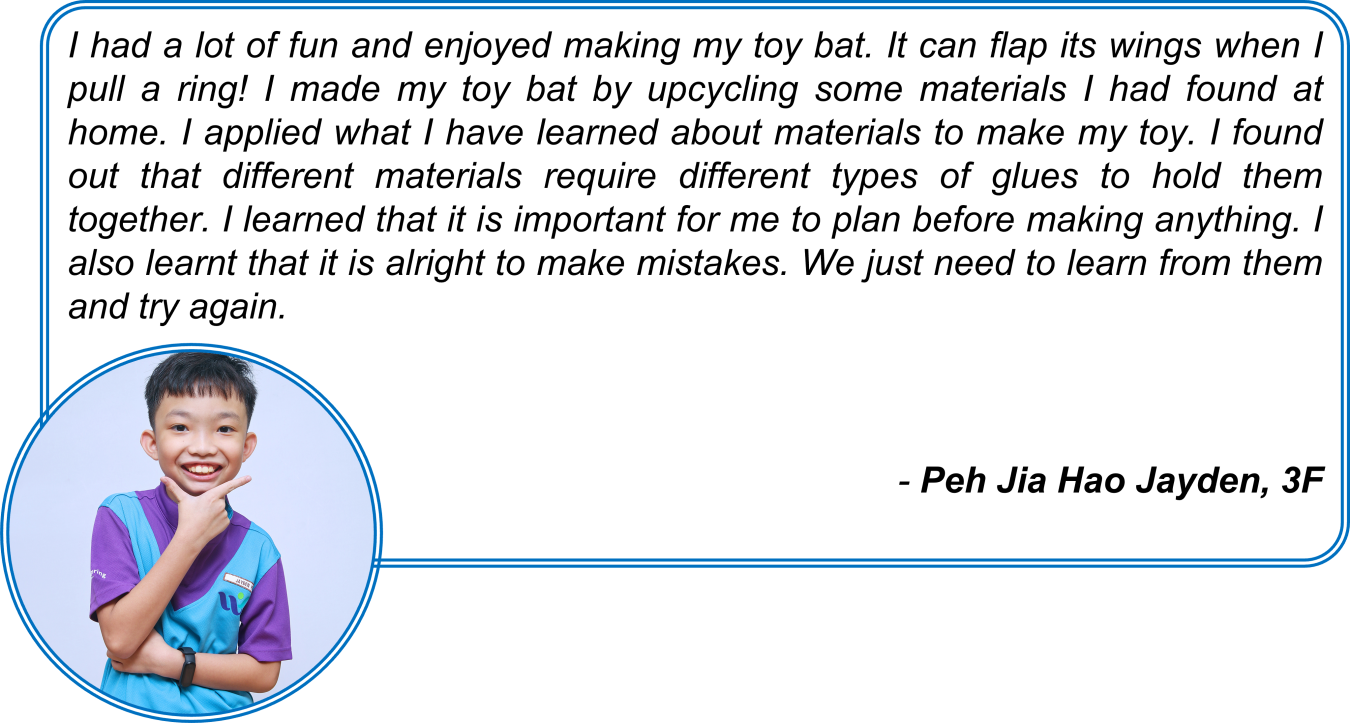 I had a lot of fun and enjoyed making my toy bat. It can flap its wings when I
pull a ring! I made my toy bat by upcycling some materials I had found at
home. I applied what I have learned about materials to make my toy. I found
out that different materials require different types of glues to hold them
together. I learned that it is important for me to plan before making anything. I
also learnt that it is alright to make mistakes. We just need to learn from them
and try again.
- Peh Jia Hao Jayden, 3F